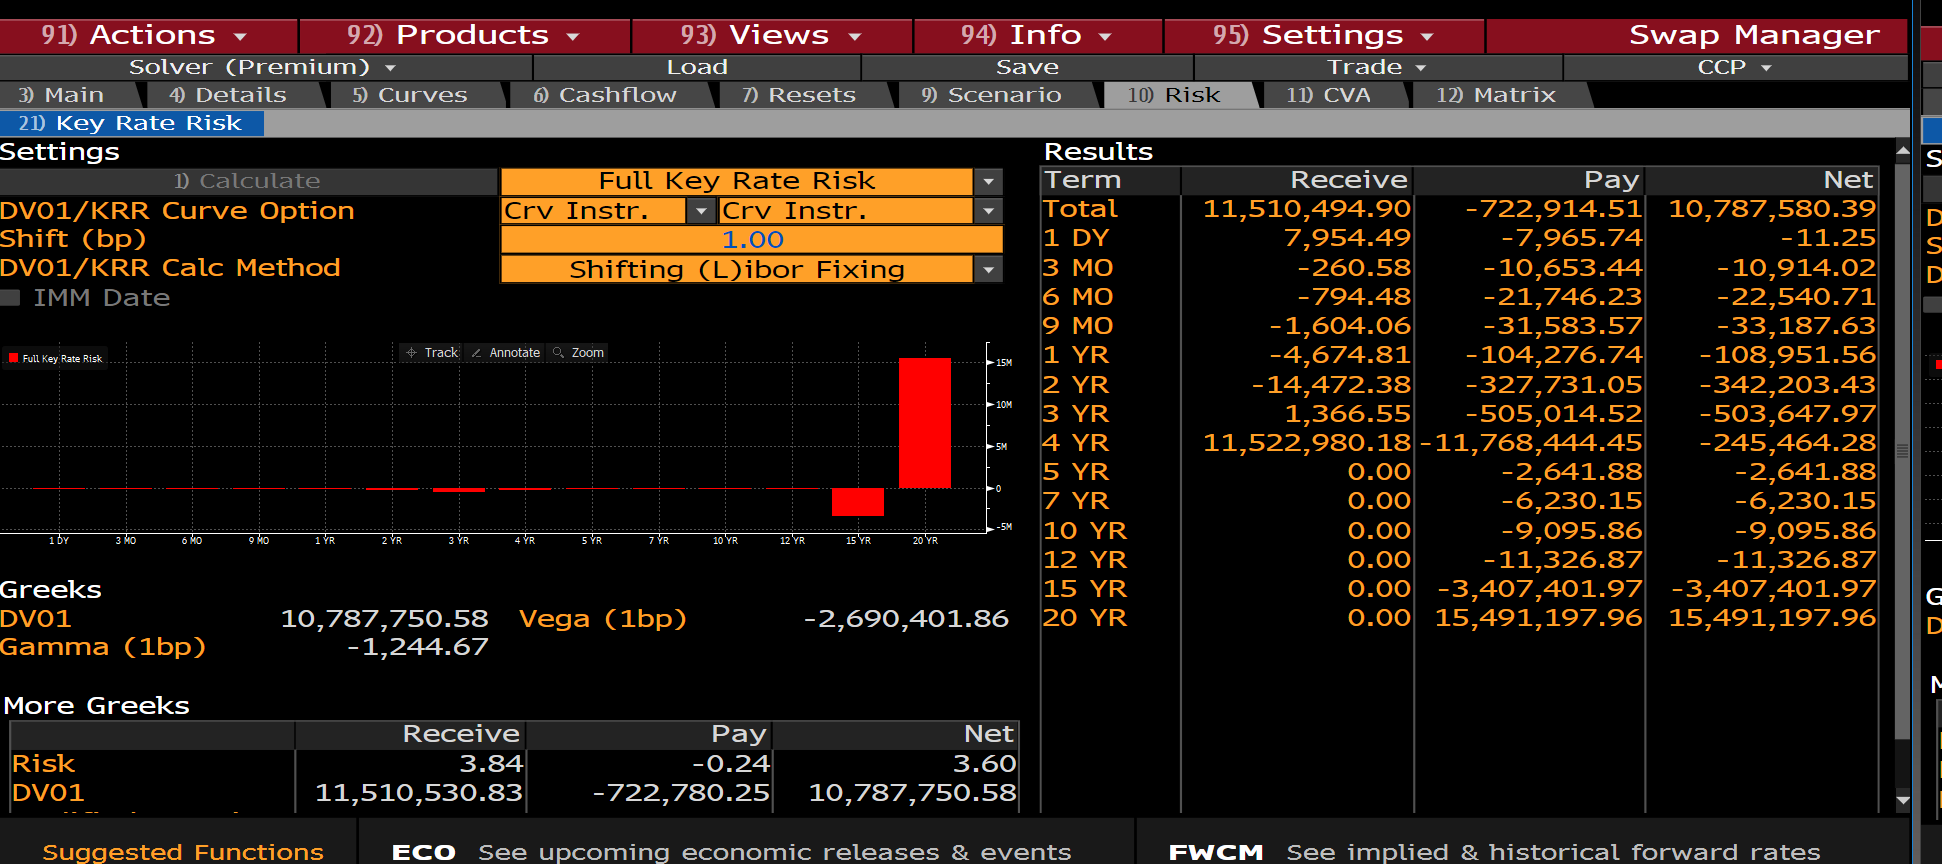 91) Actions 92) Products 93) Views 94) Info 95) Settings Swap Manager
Solver (Premium) Load Save Trade CCP
3) Main 4) Details 5) Curves 6) Cashflow 7) Resets 9) Scenario 10) Risk 11) CVA 12) Matrix
21) Key Rate Risk
Settings
1) Calculate Full Key Rate Risk
DV01/KRR Curve Option Crv Instr. Crv Instr.
Shift (bp) 1.00
DV01/KRR Calc Method Shifting (L)ibor Fixing
IMM Date
Full Key Rate Risk
Track Annotate Zoom
15M
10M
5M
0
-5M
1 DY 3 MO 6 MO 9 MO 1 YR 2 YR 3 YR 4 YR 5 YR 7 YR 10 YR 12 YR 15 YR 20 YR
Greeks
DV01 10,787,750.58 Vega (1bp) -2,690,401.86
Gamma (1bp) -1,244.67
More Greeks
Receive Pay Net
Risk 3.84 -0.24 3.60
DV01 11,510,530.83 -722,780.25 10,787,750.58
Results
Term Receive Pay Net
Total 11,510,494.90 -722,914.51 10,787,580.39
1 DY 7,954.49 -7,965.74 -11.25
3 MO -260.58 -10,653.44 -10,914.02
6 MO -794.48 -21,746.23 -22,540.71
9 MO -1,604.06 -31,583.57 -33,187.63
1 YR -4,674.81 -104,276.74 -108,951.56
2 YR -14,472.38 -327,731.05 -342,203.43
3 YR 1,366.55 -505,014.52 -503,647.97
4 YR 11,522,980.18 -11,768,444.45 -245,464.28
5 YR 0.00 -2,641.88 -2,641.88
7 YR 0.00 -6,230.15 -6,230.15
10 YR 0.00 -9,095.86 -9,095.86
12 YR 0.00 -11,326.87 -11,326.87
15 YR 0.00 -3,407,401.97 -3,407,401.97
20 YR 0.00 15,491,197.96 15,491,197.96
Suggested Functions ECO See upcoming economic releases & events FWCM See implied & historical forward rates